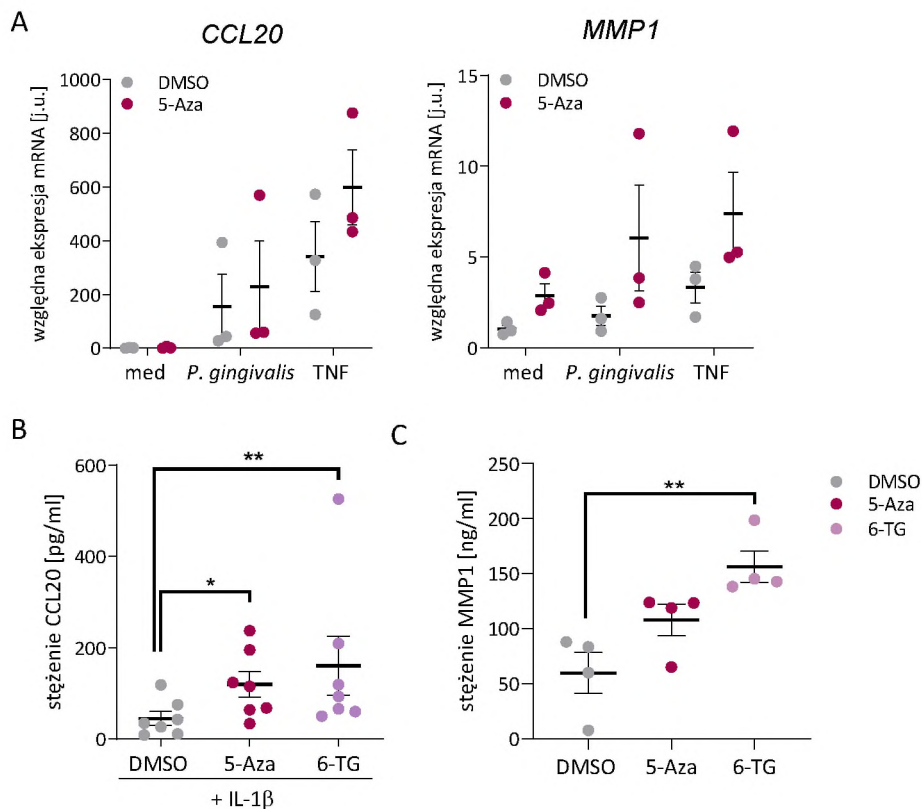 A
CCL20
MMP1
DMSO
5-Aza
względna ekspresja mRNA [j.u.]
1000
800
600
400
200
0
med
P. gingivalis
TNF
DMSO
5-Aza
względna ekspresja mRNA [j.u.]
15
10
5
0
med
P. gingivalis
TNF
B
stężenie CCL20 [pg/ml]
600
400
200
0
**
*
DMSO
5-Aza
6-TG
+ IL-1β
C
stężenie MMP1 [ng/ml]
250
200
150
100
50
0
**
DMSO
5-Aza
6-TG
DMSO
5-Aza
6-TG